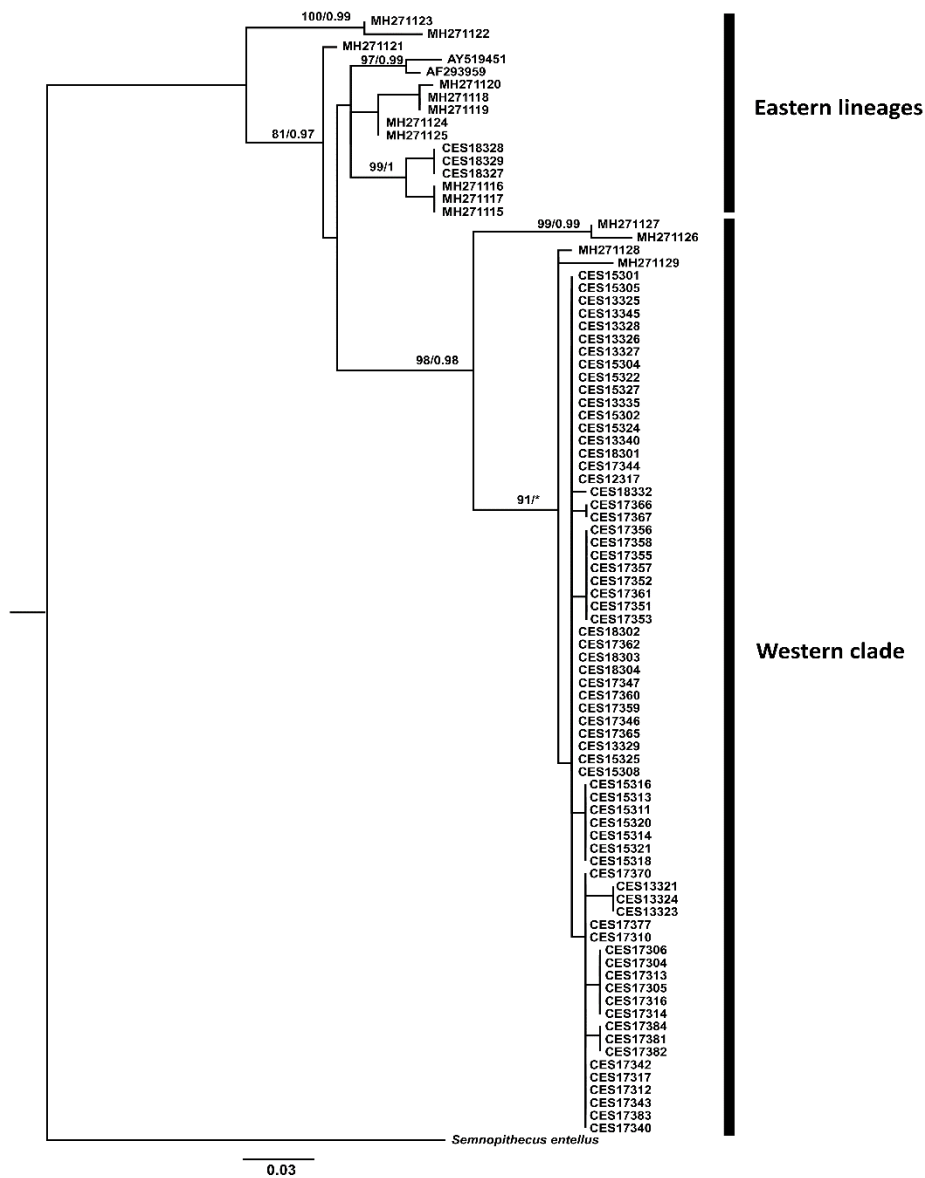 100/0.99
MH271123
MH271122
MH271121
97/0.99
AY519451
AF293959
MH271120
MH271118
MH271119
MH271124
81/0.97
MH271125
CES18328
CES18329
99/1
CES18327
MH271116
MH271117
MH271115
Eastern lineages
99/0.99
MH271127
MH271126
MH271128
MH271129
CES15301
CES15305
CES13325
CES13345
CES13328
CES13326
CES13327
98/0.98
CES15304
CES15322
CES15327
CES13335
CES15302
CES15324
CES13340
CES18301
CES17344
CES12317
CES18332
91/*
CES17366
CES17367
CES17356
CES17358
CES17355
CES17357
CES17352
CES17361
CES17351
CES17353
CES18302
CES17362
Western clade
CES18303
CES18304
CES17347
CES17360
CES17359
CES17346
CES17365
CES13329
CES15325
CES15308
CES15316
CES15313
CES15311
CES15320
CES15314
CES15321
CES15318
CES17370
CES13321
CES13324
CES13323
CES17377
CES17310
CES17306
CES17304
CES17313
CES17305
CES17316
CES17314
CES17384
CES17381
CES17382
CES17342
CES17317
CES17312
CES17343
CES17383
CES17340
Semnopithecus entellus
0.03